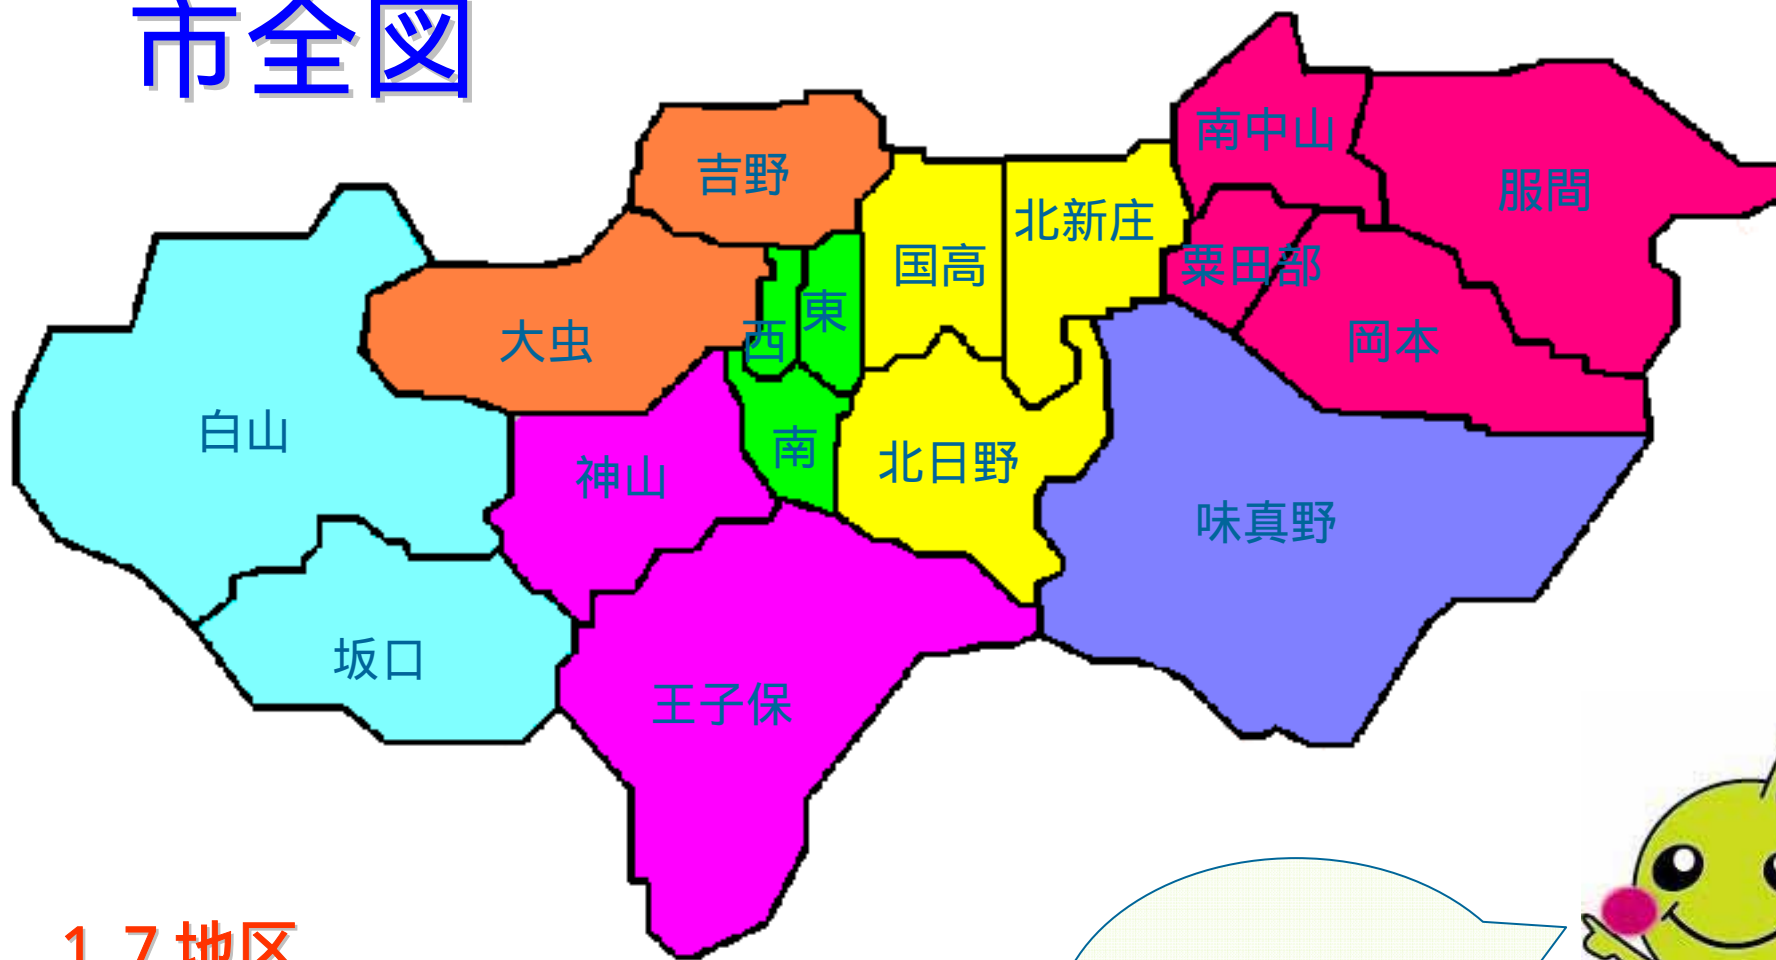 市全図
南中山
吉野
服間
北新庄
国高
粟田部
東
大虫
西
岡本
白山
南
北日野
神山
味真野
坂口
王子保
１７地区